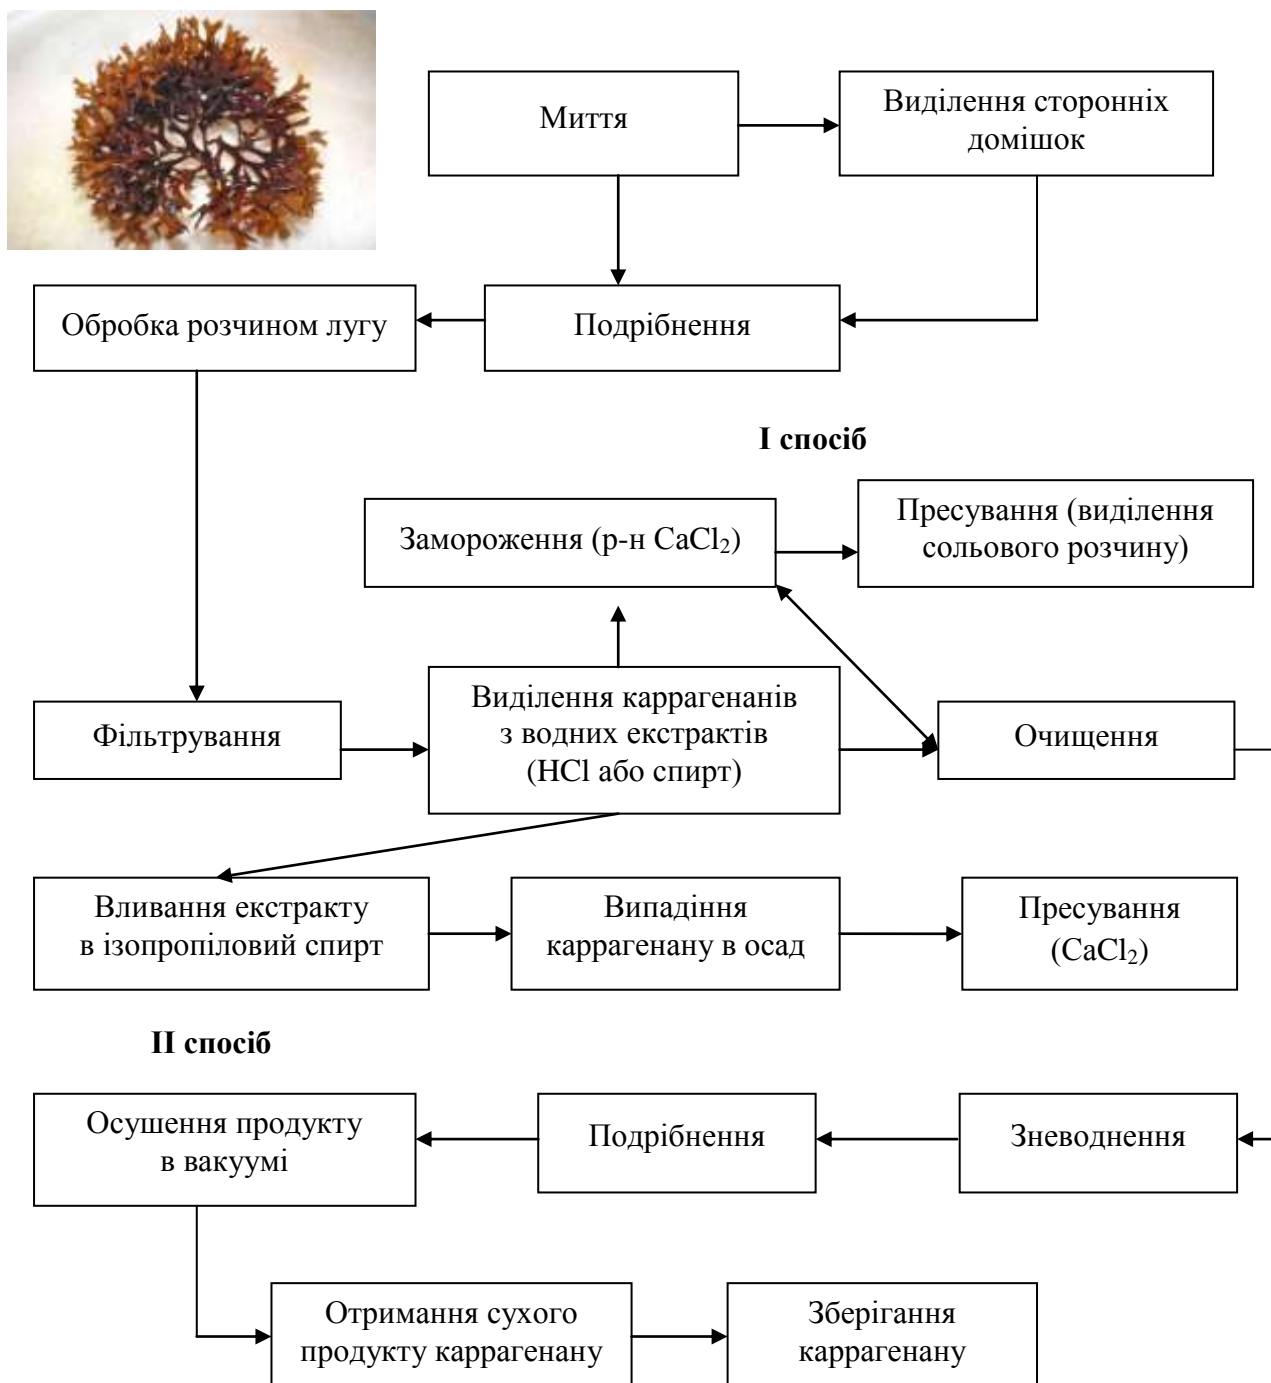 Миття
Виділення сторонніх
домішок
Обробка розчином лугу
Подрібнення
I спосіб
Замороження (р-н CaCl₂)
Пресування (виділення
сольового розчину)
Фільтрування
Виділення каррагенанів
з водних екстрактів
(HCl або спирт)
Очищення
Вливання екстракту
в ізопропіловий спирт
Випадіння
каррагенану в осад
Пресування
(CaCl₂)
II спосіб
Осушення продукту
в вакуумі
Подрібнення
Зневоднення
Отримання сухого
продукту каррагенану
Зберігання
каррагенану